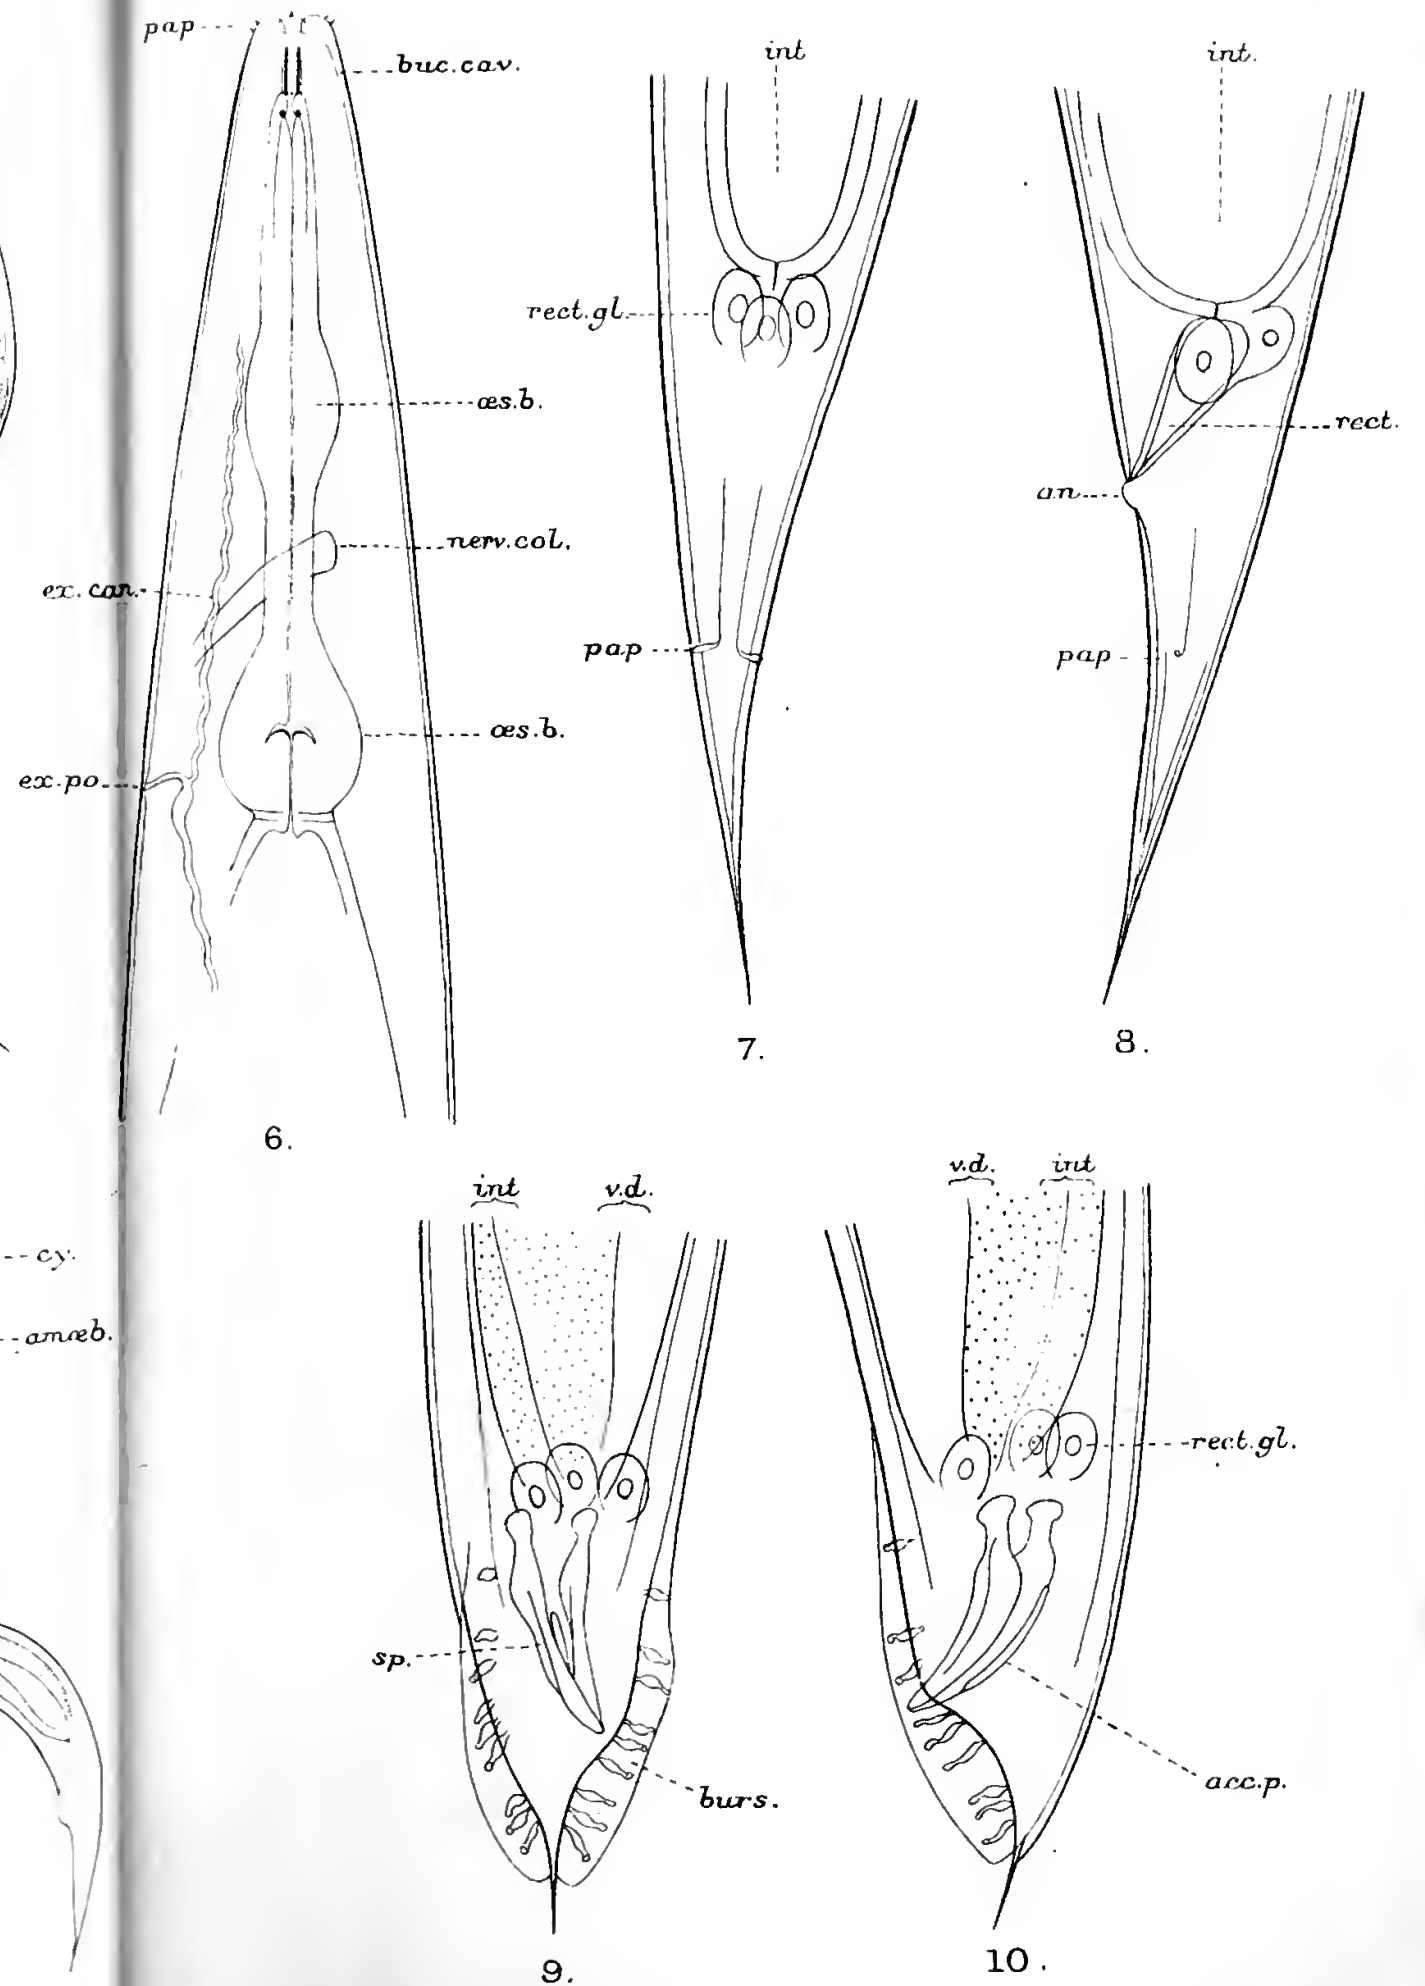 pap
buc.cav.
œs.b.
nerv.col.
ex.can.
œs.b.
ex.po.
6.
int
rect.gl.
pap
7.
int.
rect.
an.
pap
8.
cy.
amœb.
int
v.d.
sp.
burs.
9.
v.d.
int
rect.gl.
acc.p.
10.